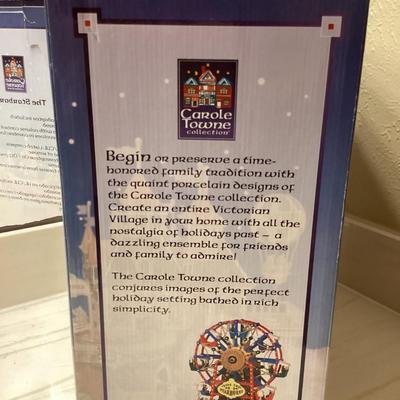 Carole
Towne
collection
Begin or preserve a time-
honored family tradition with
the quaint porcelain designs of
the Carole Towne collection.
Create an entire Victorian
Village in your home with all the
nostalgia of holidays past – a
dazzling ensemble for friends
and family to admire!
The Carole Towne collection
conjures images of the perfect
holiday setting bathed in rich
simplicity.
Carole
Towne
collection